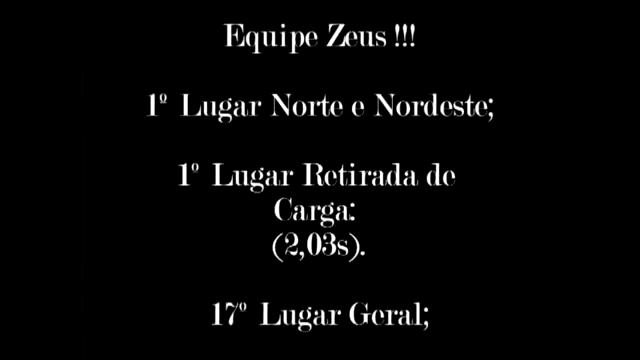 Equipe Zeus !!!
1º Lugar Norte e Nordeste;
1º Lugar Retirada de
Carga:
(2,03s).
17º Lugar Geral;